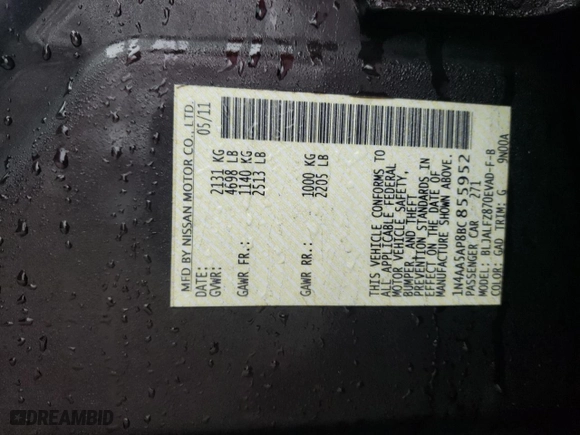 MFD BY NISSAN MOTOR CO., LTD.
DATE: 05/11
GVWR: 2131 KG
4698 LB
GAWR FR.: 1140 KG
2513 LB
GAWR RR.: 1000 KG
2205 LB
THIS VEHICLE CONFORMS TO
ALL APPLICABLE FEDERAL
MOTOR VEHICLE SAFETY,
BUMPER, AND THEFT
PREVENTION STANDARDS IN
EFFECT ON THE DATE OF
MANUFACTURE SHOWN ABOVE.
1N4AA5AP8BC855952
PASSENGER CAR 271
MODEL: BLJALFZ870EVAD-F-B
COLOR: GAD TRIM: G 9N00A
DREAMBID